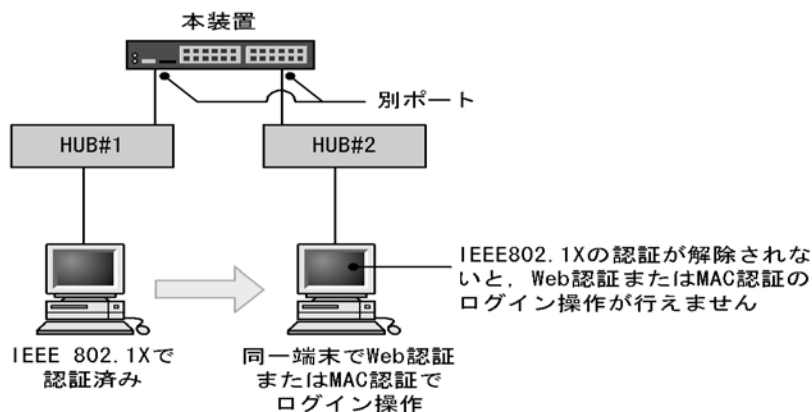 本装置
別ポート
HUB#1
HUB#2
IEEE802.1Xの認証が解除されな
いと，Web認証またはMAC認証の
ログイン操作が行えません
IEEE 802.1Xで
認証済み
同一端末でWeb認証
またはMAC認証で
ログイン操作